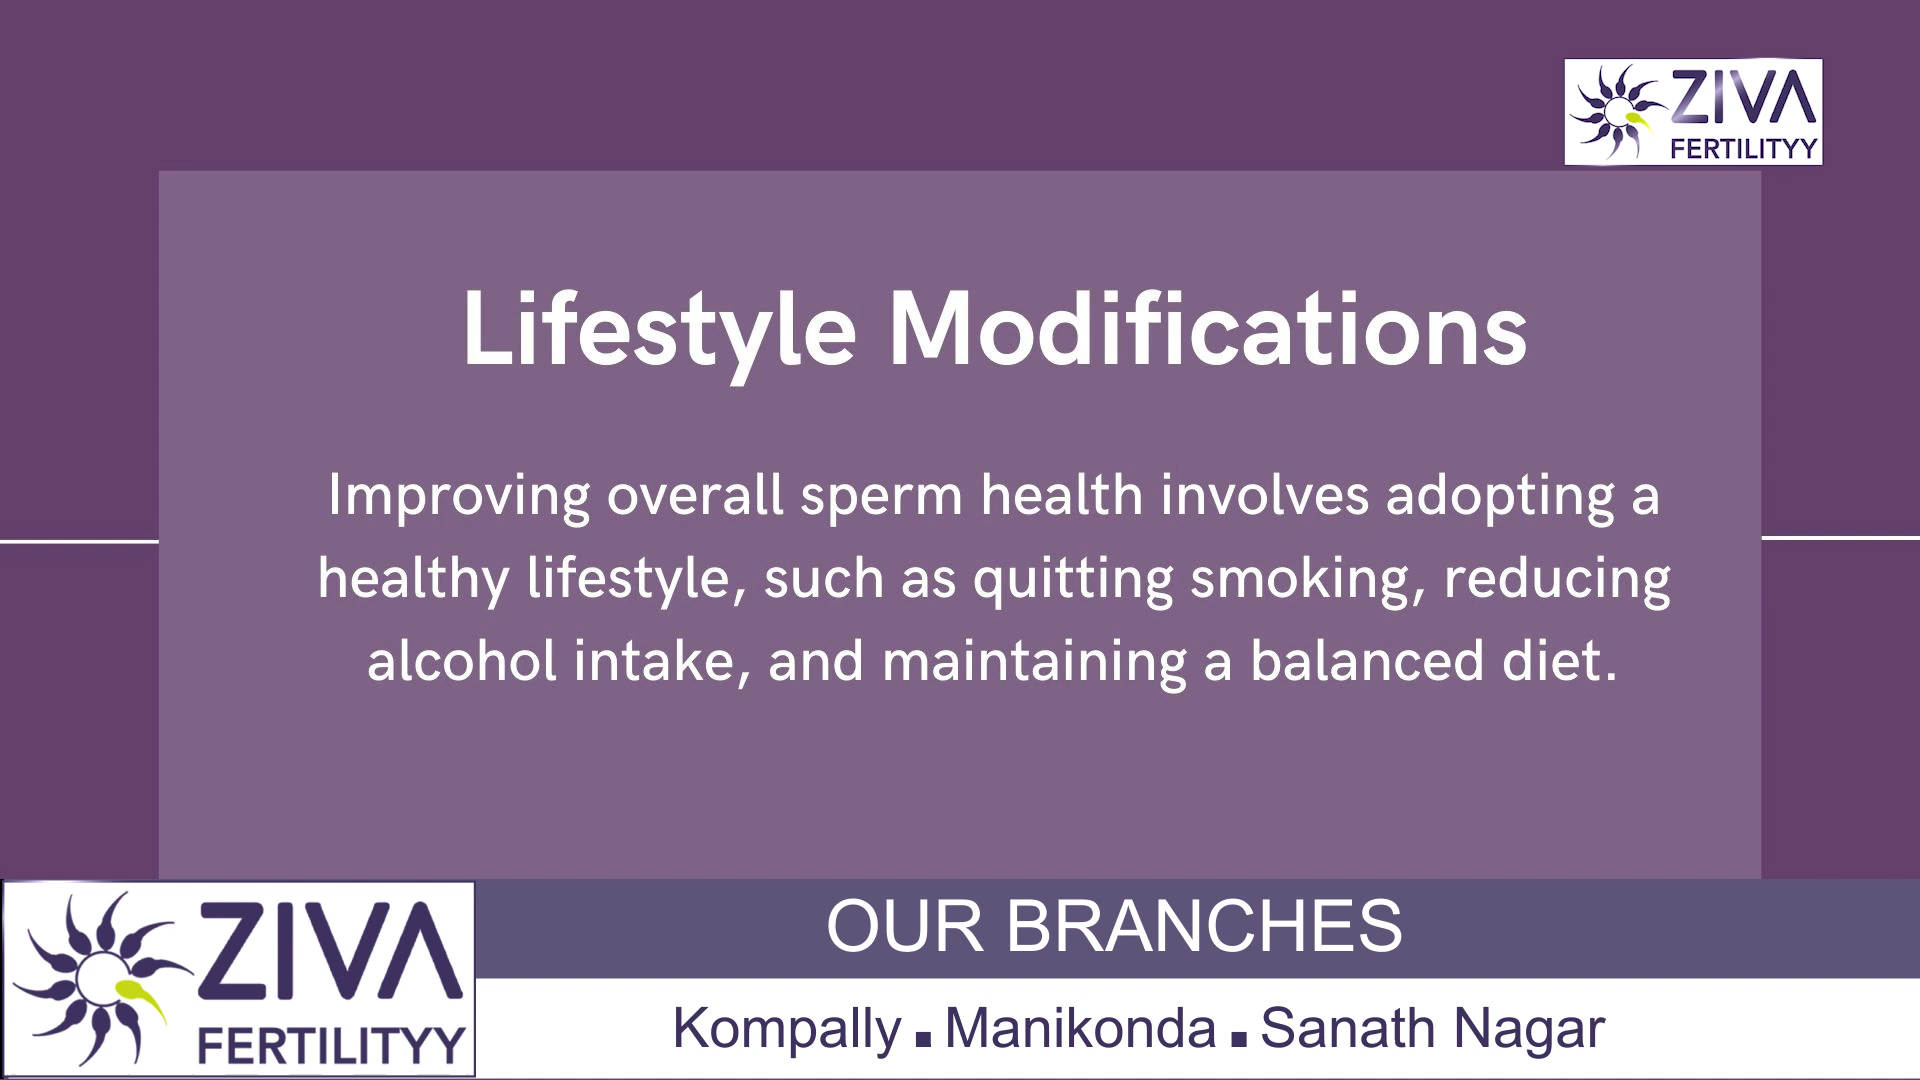 ZIVA
FERTILITYY
Lifestyle Modifications
Improving overall sperm health involves adopting a
healthy lifestyle, such as quitting smoking, reducing
alcohol intake, and maintaining a balanced diet.
ZIVA
FERTILITYY
OUR BRANCHES
Kompally ▪ Manikonda ▪ Sanath Nagar